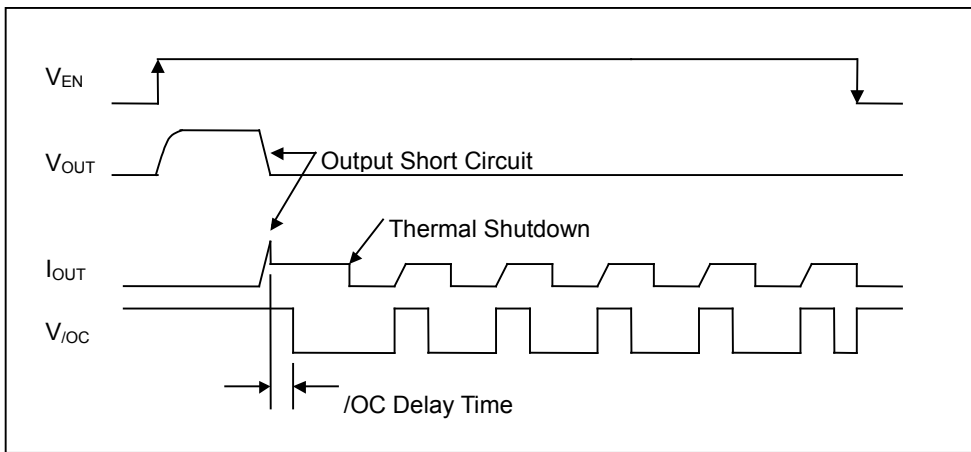 VEN
VOUT
Output Short Circuit
Thermal Shutdown
IOUT
V/OC
/OC Delay Time